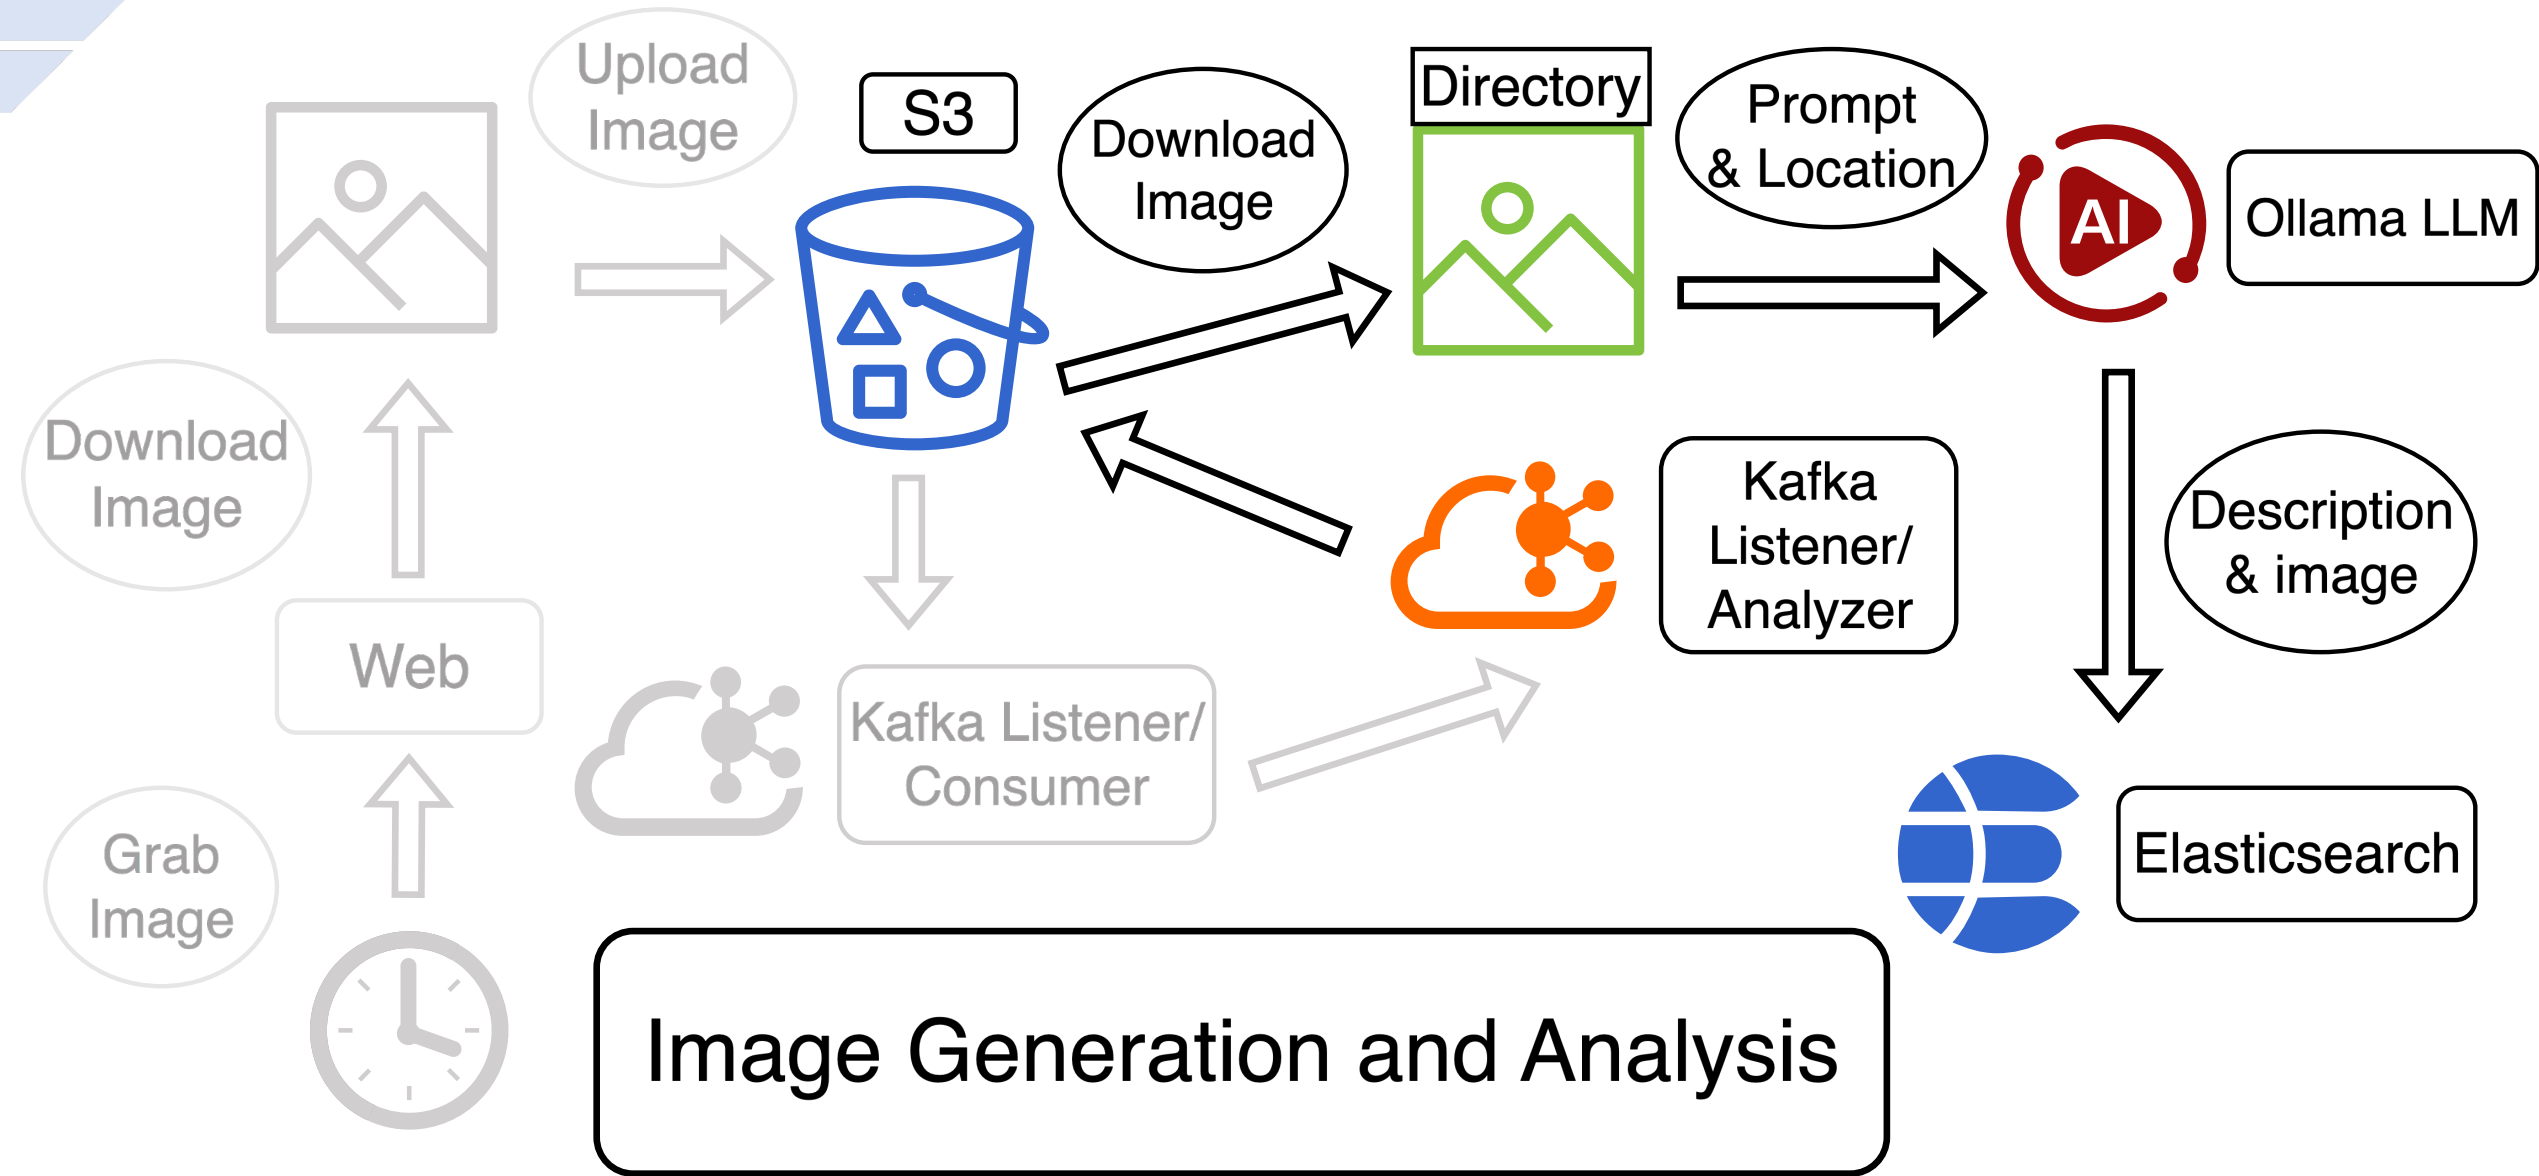 Upload
Image
S3
Download
Image
Directory
Prompt
& Location
AI
Ollama LLM
Download
Image
Kafka
Listener/
Analyzer
Description
& image
Web
Kafka Listener/
Consumer
Grab
Image
Elasticsearch
Image Generation and Analysis